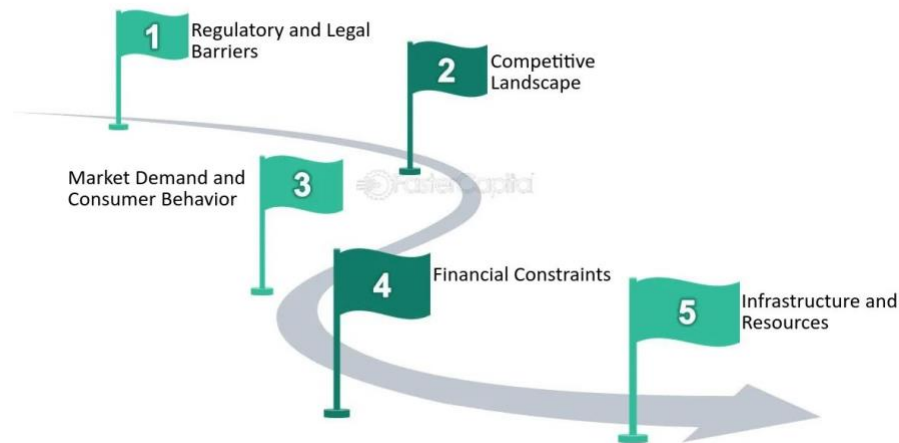 1
Regulatory and Legal
Barriers
2
Competitive
Landscape
3
Market Demand and
Consumer Behavior
FasterCapital
4
Financial Constraints
5
Infrastructure and
Resources